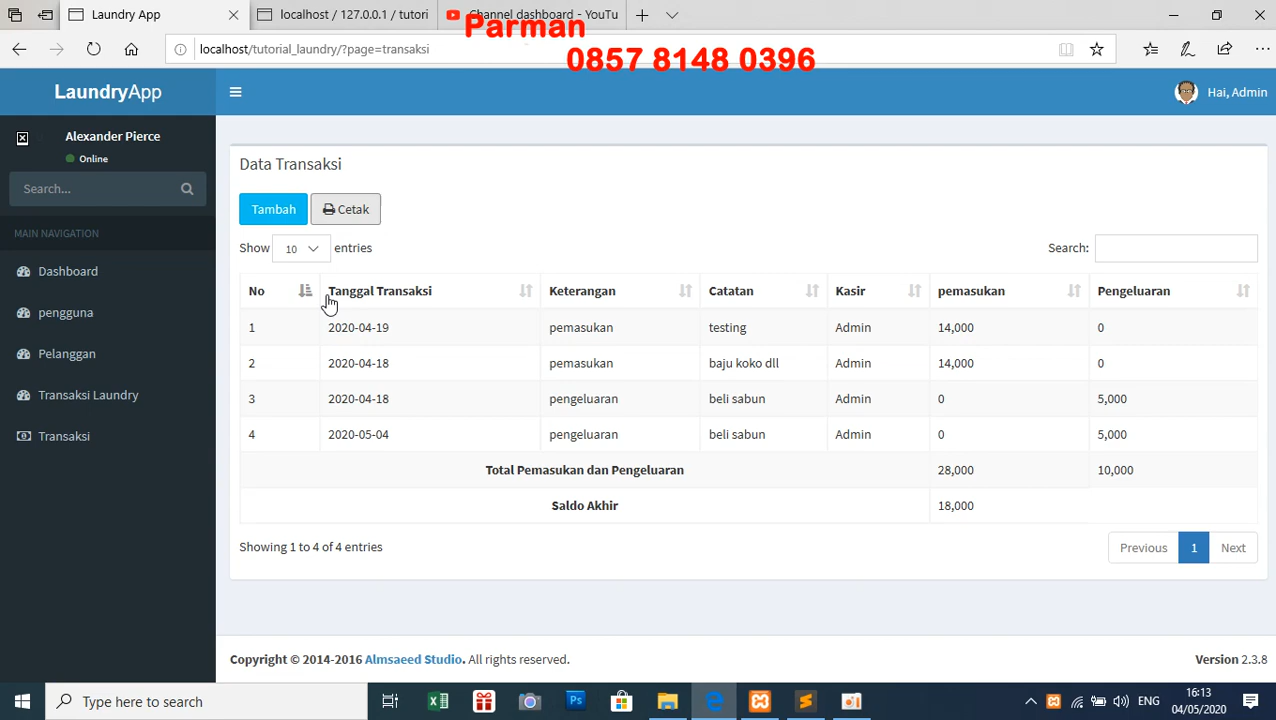 Laundry App
localhost / 127.0.0.1 / tutori
Channel dashboard - YouTu
Parman
0857 8148 0396
localhost/tutorial_laundry/?page=transaksi
LaundryApp
Hai, Admin
Alexander Pierce
Online
Search...
MAIN NAVIGATION
Dashboard
pengguna
Pelanggan
Transaksi Laundry
Transaksi
Data Transaksi
Tambah Cetak
Show 10 entries Search:
No Tanggal Transaksi Keterangan Catatan Kasir pemasukan Pengeluaran
1 2020-04-19 pemasukan testing Admin 14,000 0
2 2020-04-18 pemasukan baju koko dll Admin 14,000 0
3 2020-04-18 pengeluaran beli sabun Admin 0 5,000
4 2020-05-04 pengeluaran beli sabun Admin 0 5,000
Total Pemasukan dan Pengeluaran 28,000 10,000
Saldo Akhir 18,000
Showing 1 to 4 of 4 entries Previous 1 Next
Copyright © 2014-2016 Almsaeed Studio. All rights reserved. Version 2.3.8
Type here to search
Ps
ENG
16:13
04/05/2020